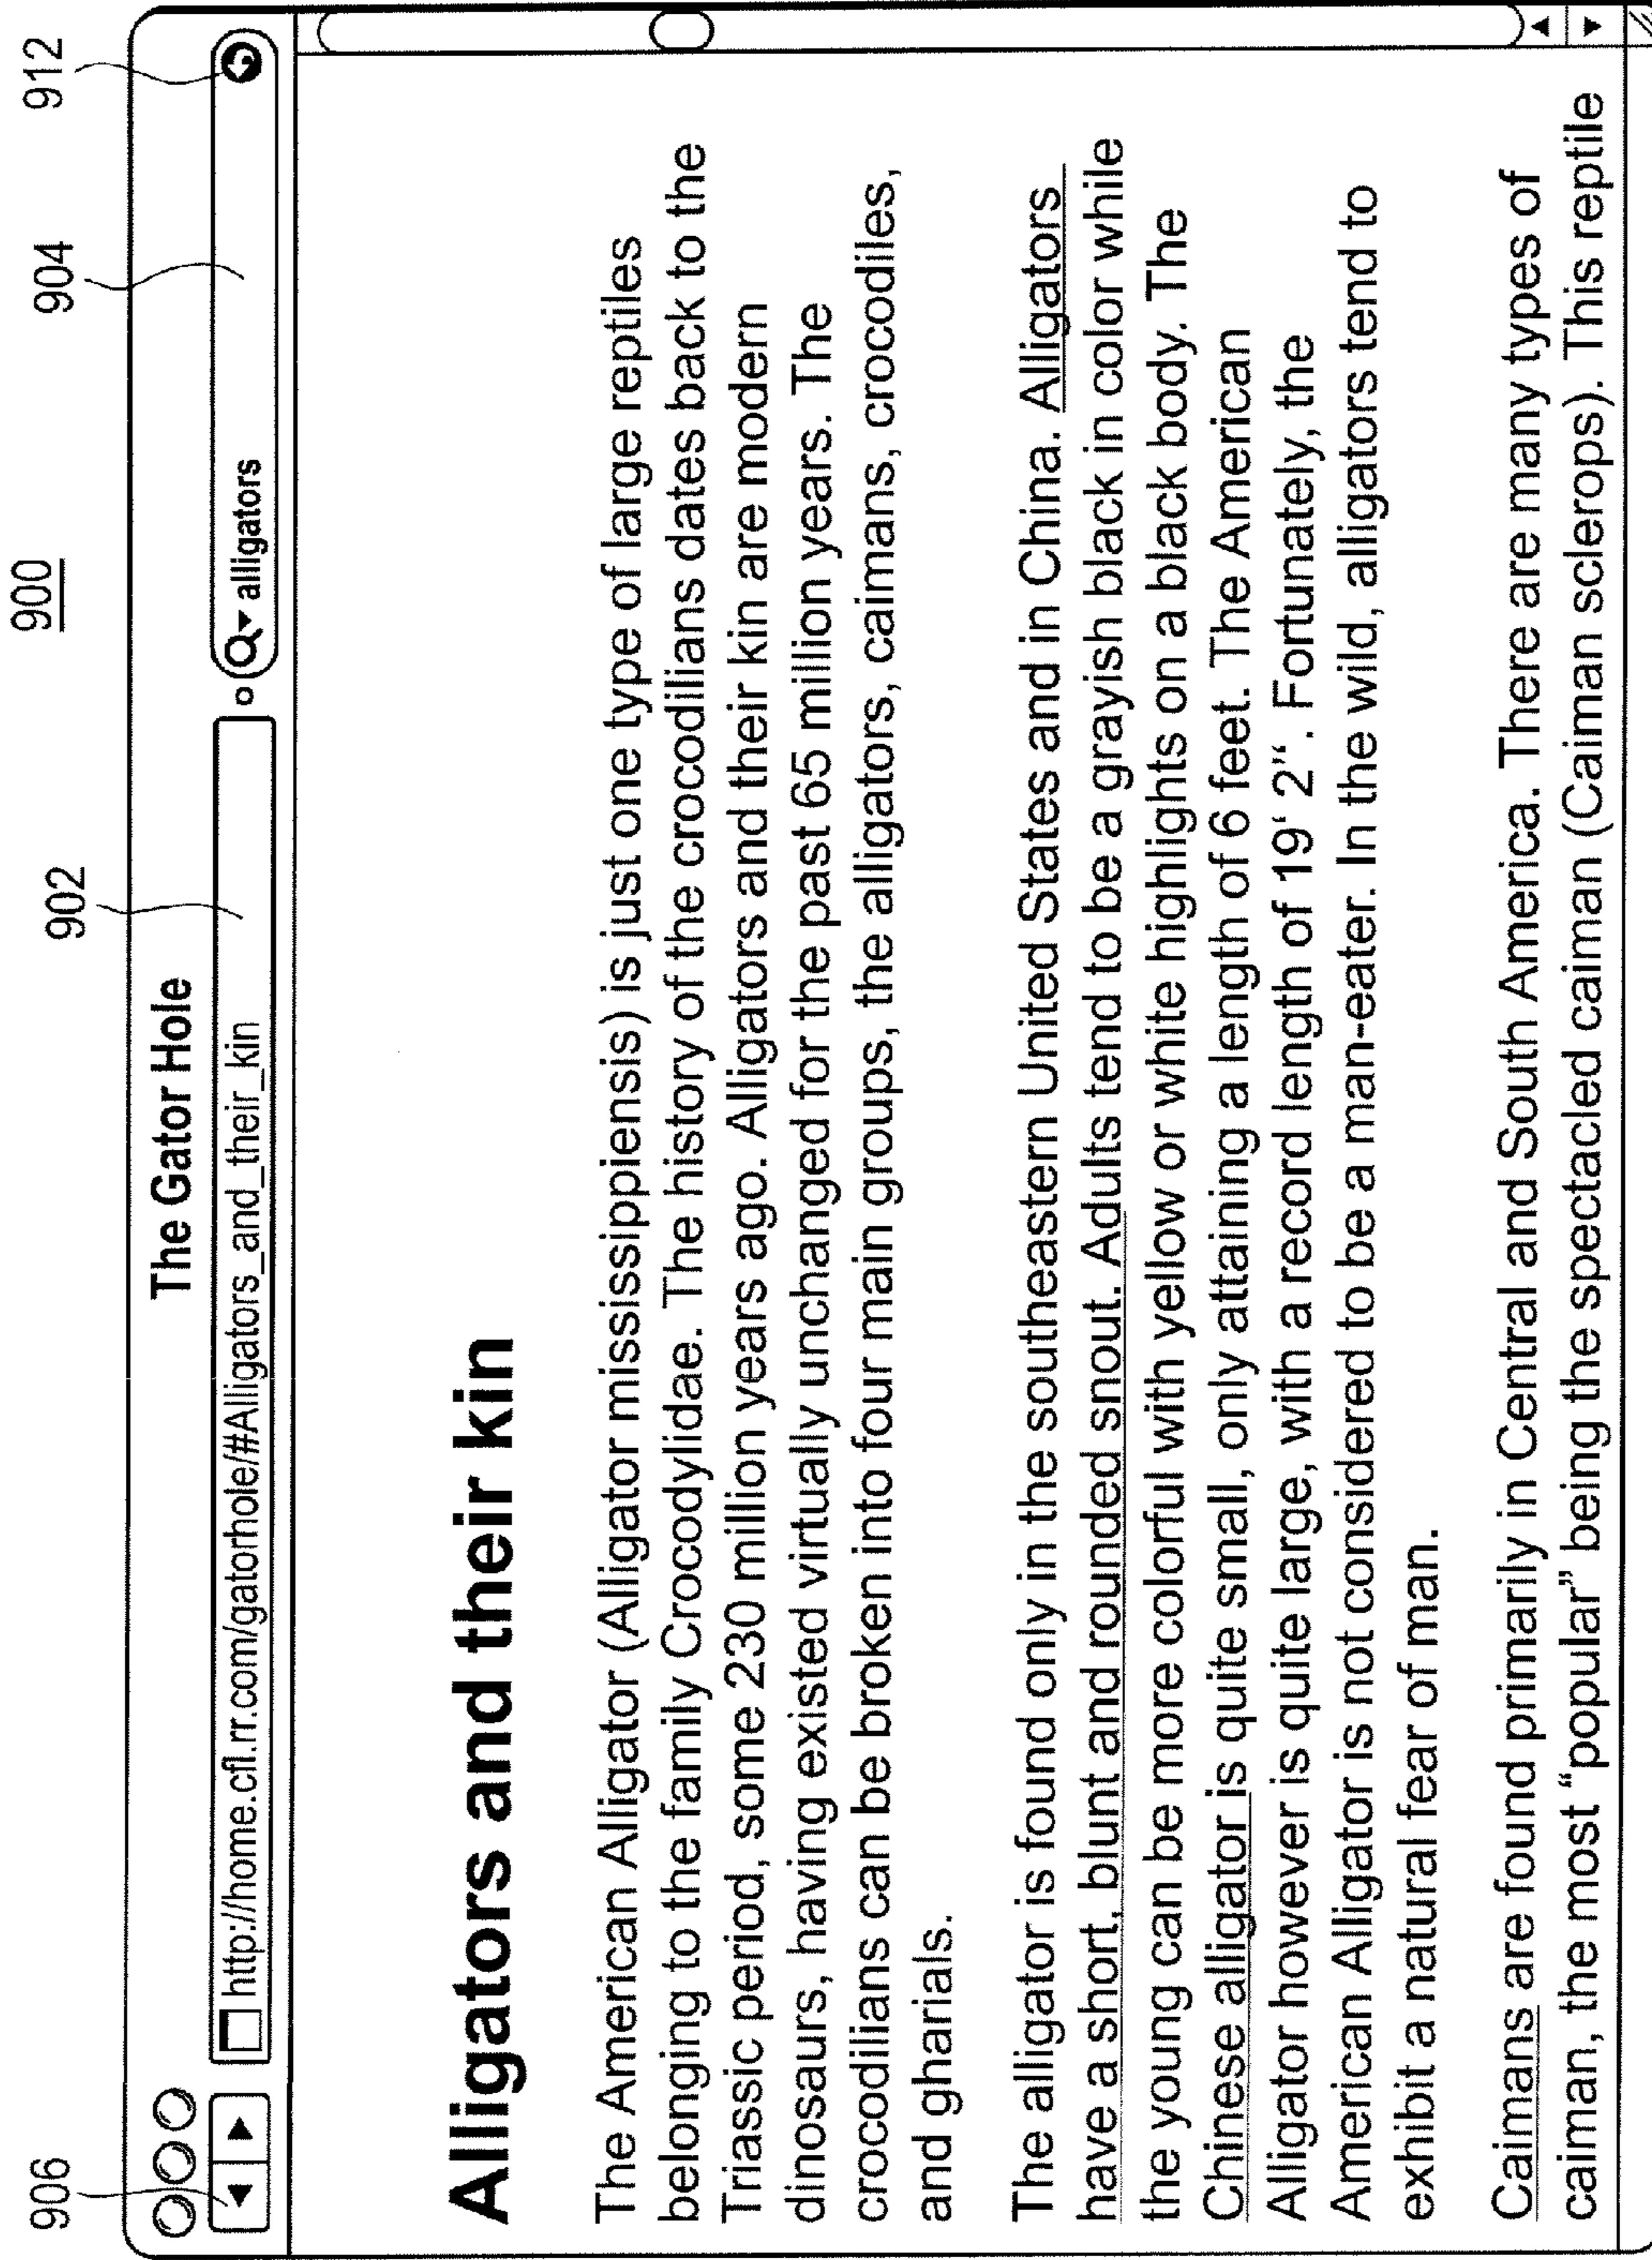 900
906
902
904
912
The Gator Hole
http://home.cfl.rr.com/gatorhole/#Alligators_and_their_kin
alligators
Alligators and their kin
The American Alligator (Alligator mississippiensis) is just one type of large reptiles
belonging to the family Crocodylidae. The history of the crocodilians dates back to the
Triassic period, some 230 million years ago. Alligators and their kin are modern
dinosaurs, having existed virtually unchanged for the past 65 million years. The
crocodilians can be broken into four main groups, the alligators, caimans, crocodiles,
and gharials.
The alligator is found only in the southeastern United States and in China. Alligators
have a short, blunt and rounded snout. Adults tend to be a grayish black in color while
the young can be more colorful with yellow or white highlights on a black body. The
Chinese alligator is quite small, only attaining a length of 6 feet. The American
Alligator however is quite large, with a record length of 19‘ 2“. Fortunately, the
American Alligator is not considered to be a man-eater. In the wild, alligators tend to
exhibit a natural fear of man.
Caimans are found primarily in Central and South America. There are many types of
caiman, the most “popular” being the spectacled caiman (Caiman sclerops). This reptile